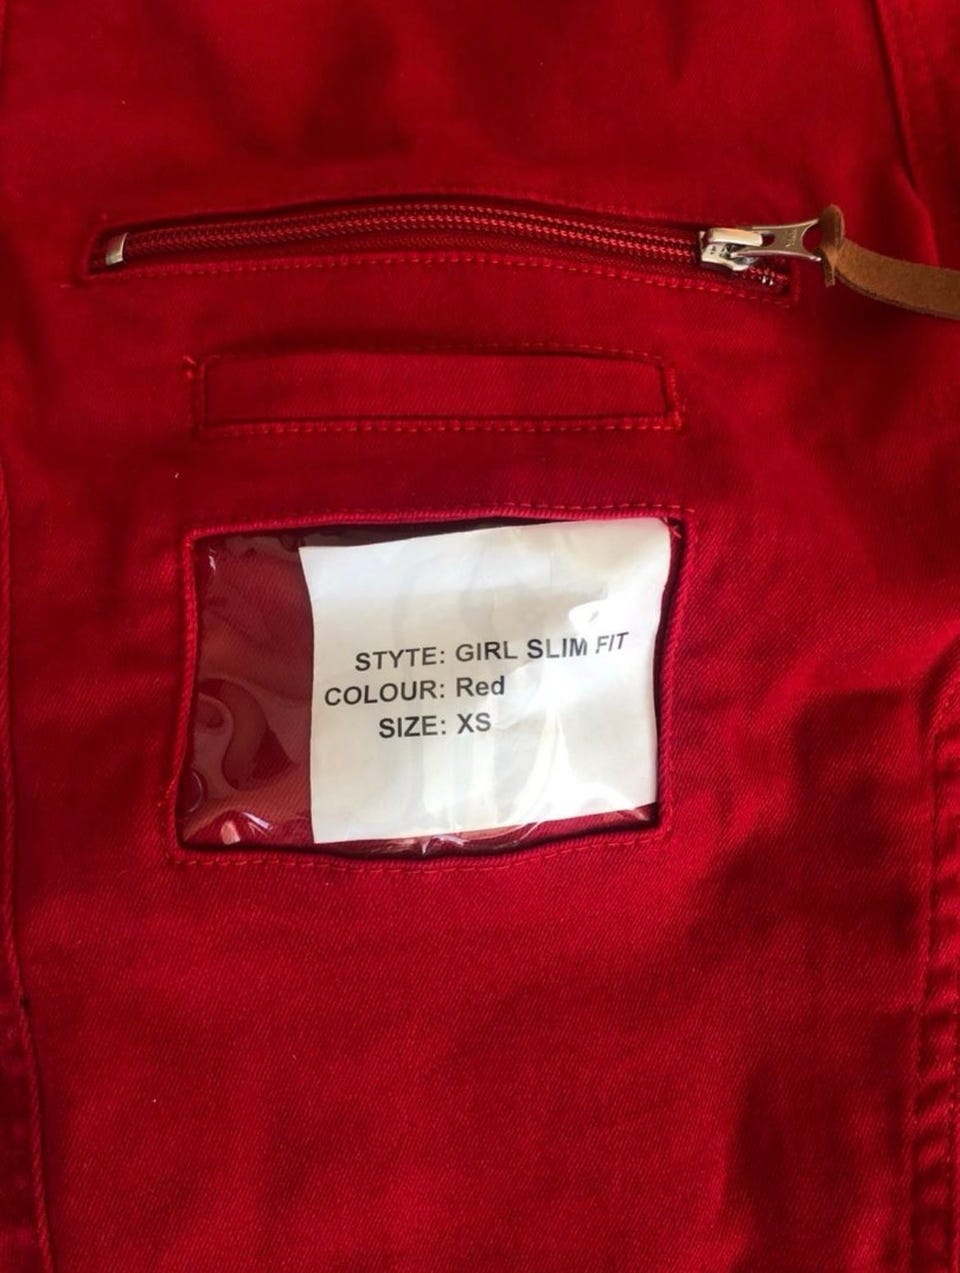 STYTE: GIRL SLIM FIT
COLOUR: Red
SIZE: XS